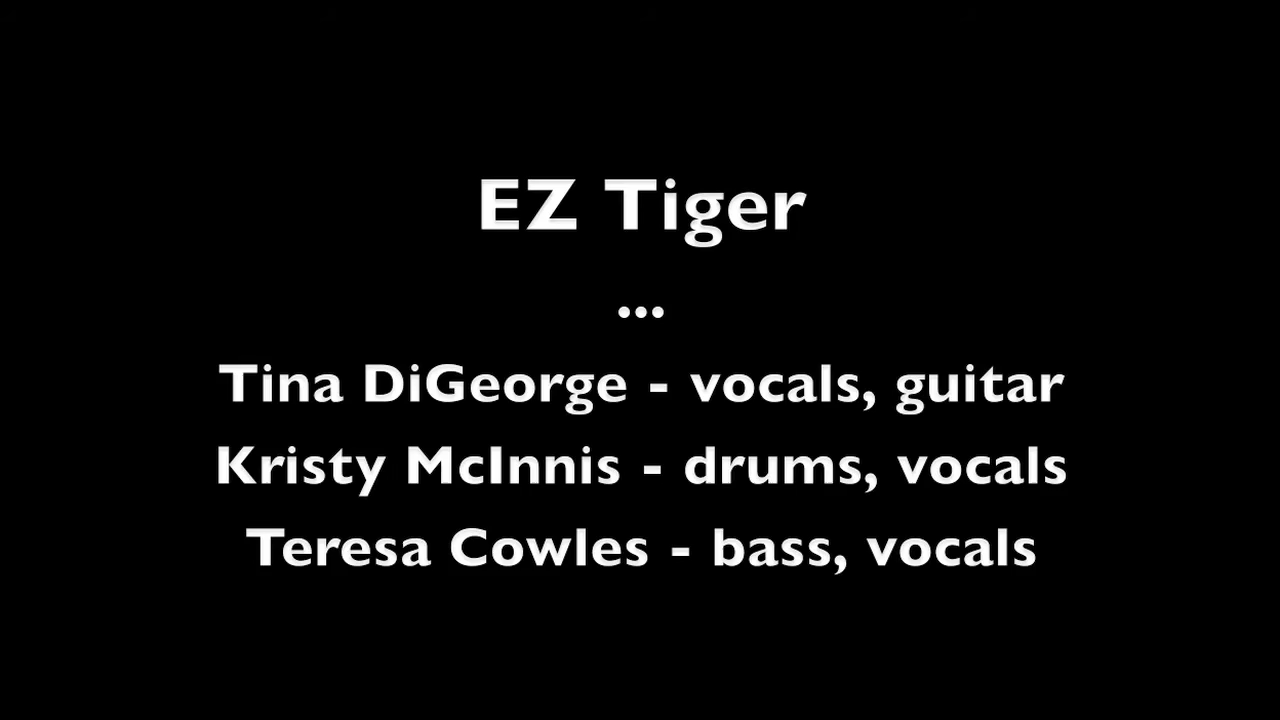 EZ Tiger
...
Tina DiGeorge - vocals, guitar
Kristy McInnis - drums, vocals
Teresa Cowles - bass, vocals